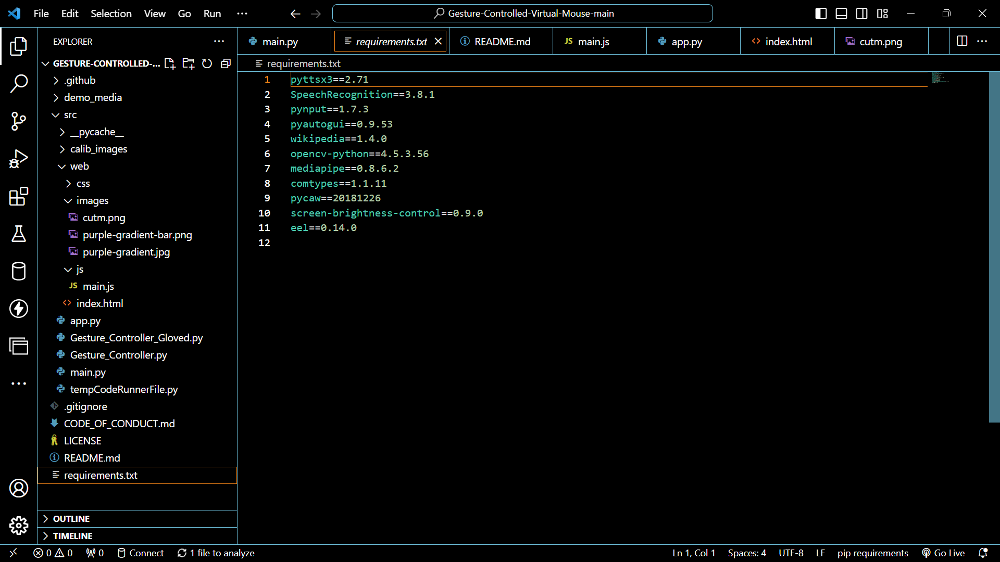 File Edit Selection View Go Run ···
Gesture-Controlled-Virtual-Mouse-main
EXPLORER
GESTURE-CONTROLLED-...
.github
demo_media
src
__pycache__
calib_images
web
css
images
cutm.png
purple-gradient-bar.png
purple-gradient.jpg
js
JS main.js
index.html
app.py
Gesture_Controller_Gloved.py
Gesture_Controller.py
main.py
tempCodeRunnerFile.py
.gitignore
CODE_OF_CONDUCT.md
LICENSE
README.md
requirements.txt
OUTLINE
TIMELINE
main.py requirements.txt README.md JS main.js app.py index.html cutm.png
requirements.txt
1 pyttsx3==2.71
2 SpeechRecognition==3.8.1
3 pynput==1.7.3
4 pyautogui==0.9.53
5 wikipedia==1.4.0
6 opencv-python==4.5.3.56
7 mediapipe==0.8.6.2
8 comtypes==1.1.11
9 pycaw==20181226
10 screen-brightness-control==0.9.0
11 eel==0.14.0
12
0 0 0 Connect 1 file to analyze Ln 1, Col 1 Spaces: 4 UTF-8 LF pip requirements Go Live